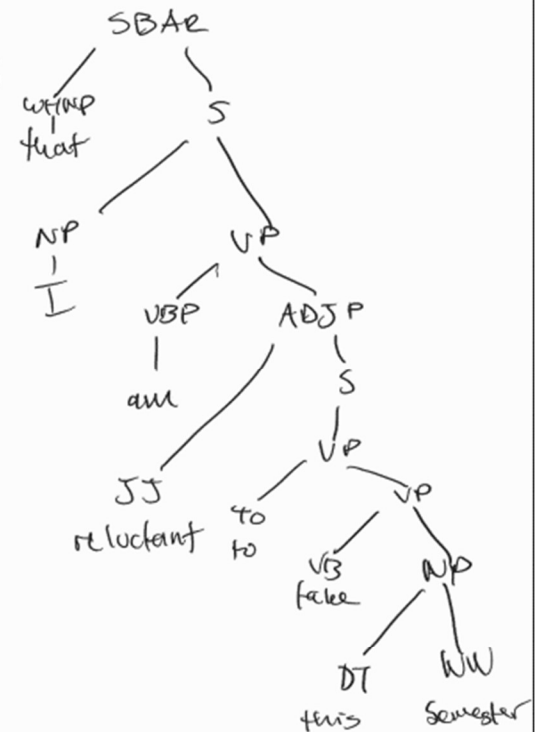 SBAR
WHNP S
that
NP VP
I
VBP ADJP
am S
VP
JJ TO VP
reluctant to
VB NP
take
DT NN
this semester